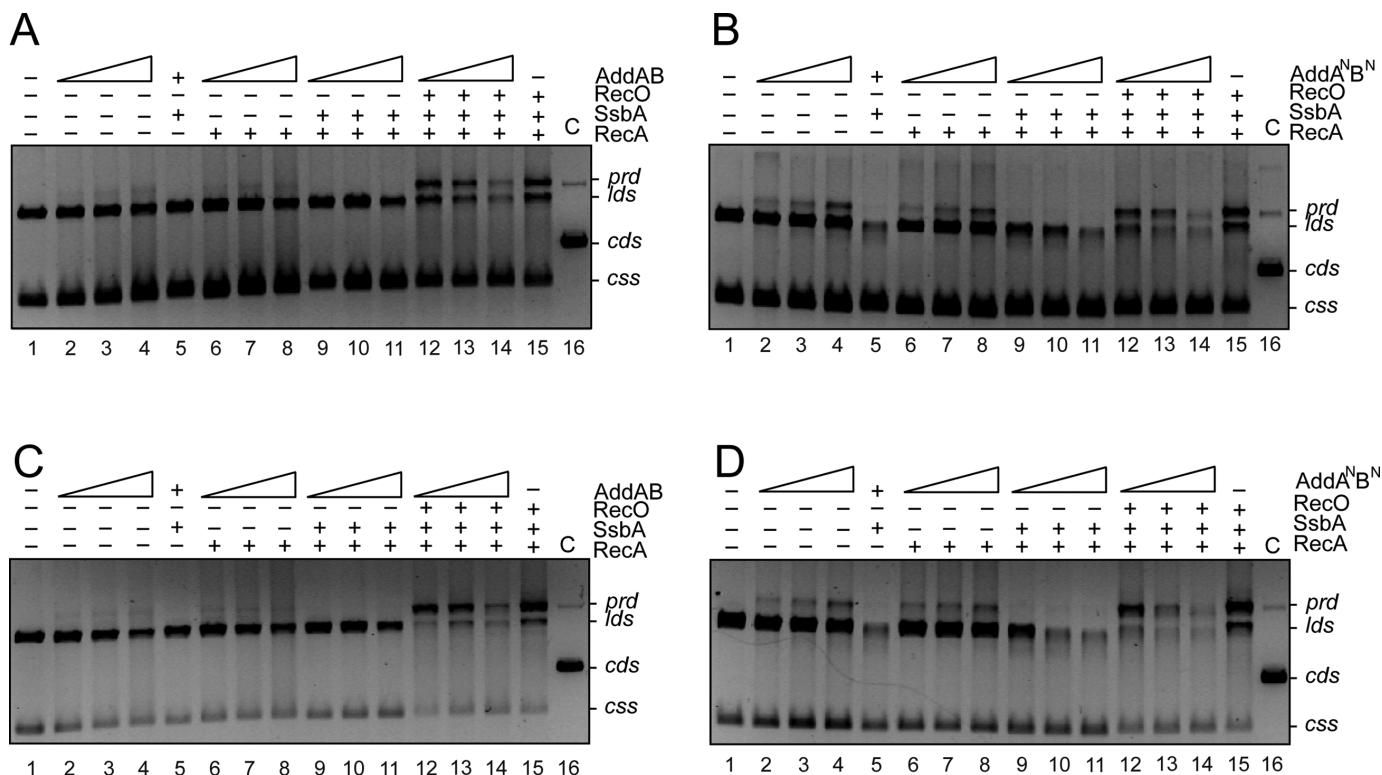 A
– + – AddAB
– – – – – – – – – – – + + + + RecO
– – – – + – – – + + + + + + + SsbA
– – – – – + + + + + + + + + + RecA
C
prd
lds
cds
css
1 2 3 4 5 6 7 8 9 10 11 12 13 14 15 16
B
– + – AddAᴺBᴺ
– – – – – – – – – – – + + + + RecO
– – – – + – – – + + + + + + + SsbA
– – – – – + + + + + + + + + + RecA
C
prd
lds
cds
css
1 2 3 4 5 6 7 8 9 10 11 12 13 14 15 16
C
– + – AddAB
– – – – – – – – – – – + + + + RecO
– – – – + – – – + + + + + + + SsbA
– – – – – + + + + + + + + + + RecA
C
prd
lds
cds
css
1 2 3 4 5 6 7 8 9 10 11 12 13 14 15 16
D
– + – AddAᴺBᴺ
– – – – – – – – – – – + + + + RecO
– – – – + – – – + + + + + + + SsbA
– – – – – + + + + + + + + + + RecA
C
prd
lds
cds
css
1 2 3 4 5 6 7 8 9 10 11 12 13 14 15 16